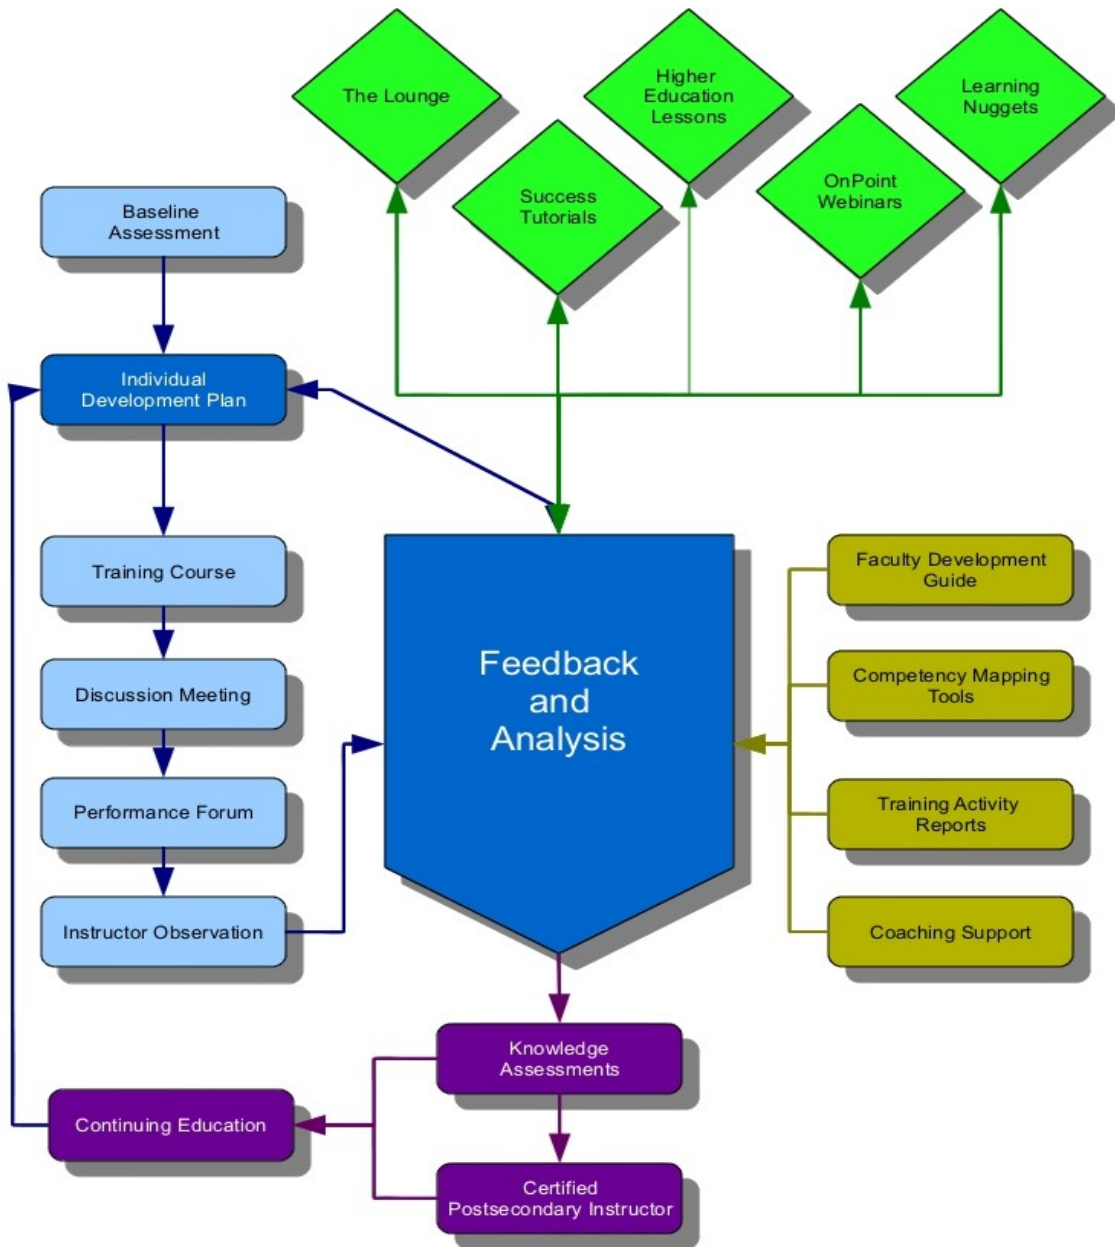 The Lounge
Higher
Education
Lessons
Learning
Nuggets
Success
Tutorials
OnPoint
Webinars
Baseline
Assessment
Individual
Development Plan
Training Course
Discussion Meeting
Performance Forum
Instructor Observation
Feedback
and
Analysis
Faculty Development
Guide
Competency Mapping
Tools
Training Activity
Reports
Coaching Support
Knowledge
Assessments
Continuing Education
Certified
Postsecondary Instructor